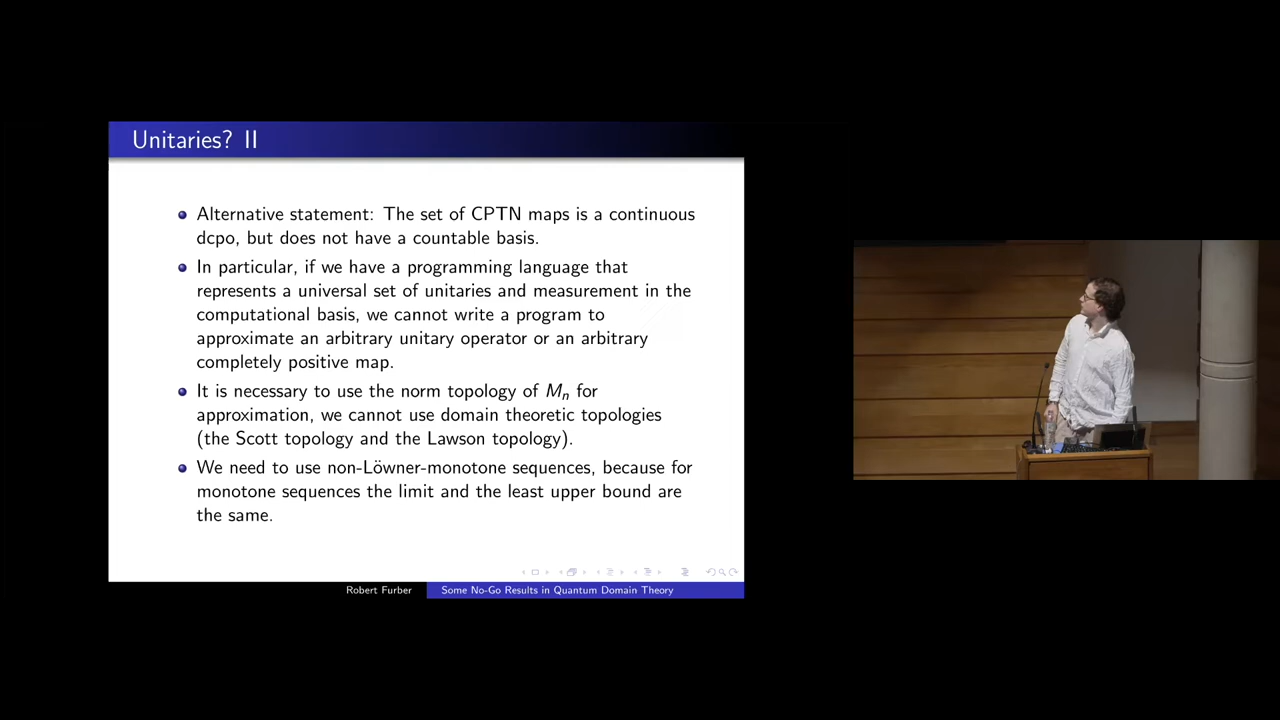 Unitaries? II
Alternative statement: The set of CPTN maps is a continuous
dcpo, but does not have a countable basis.
In particular, if we have a programming language that
represents a universal set of unitaries and measurement in the
computational basis, we cannot write a program to
approximate an arbitrary unitary operator or an arbitrary
completely positive map.
It is necessary to use the norm topology of Mₙ for
approximation, we cannot use domain theoretic topologies
(the Scott topology and the Lawson topology).
We need to use non-Löwner-monotone sequences, because for
monotone sequences the limit and the least upper bound are
the same.
Robert Furber
Some No-Go Results in Quantum Domain Theory